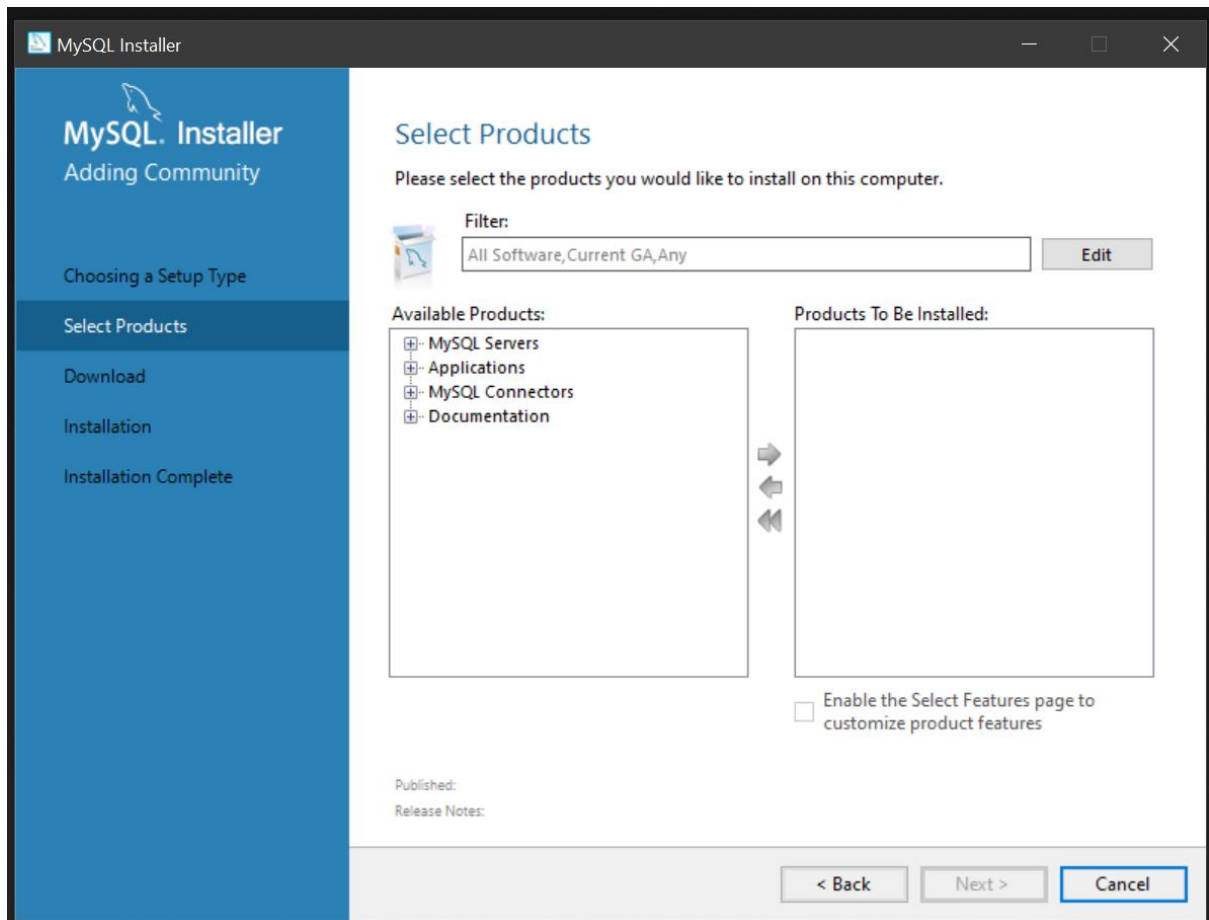 MySQL Installer
MySQL. Installer
Adding Community
Choosing a Setup Type
Select Products
Download
Installation
Installation Complete
Select Products
Please select the products you would like to install on this computer.
Filter:
All Software,Current GA,Any
Edit
Available Products:
MySQL Servers
Applications
MySQL Connectors
Documentation
Products To Be Installed:
Enable the Select Features page to
customize product features
Published:
Release Notes:
< Back
Next >
Cancel